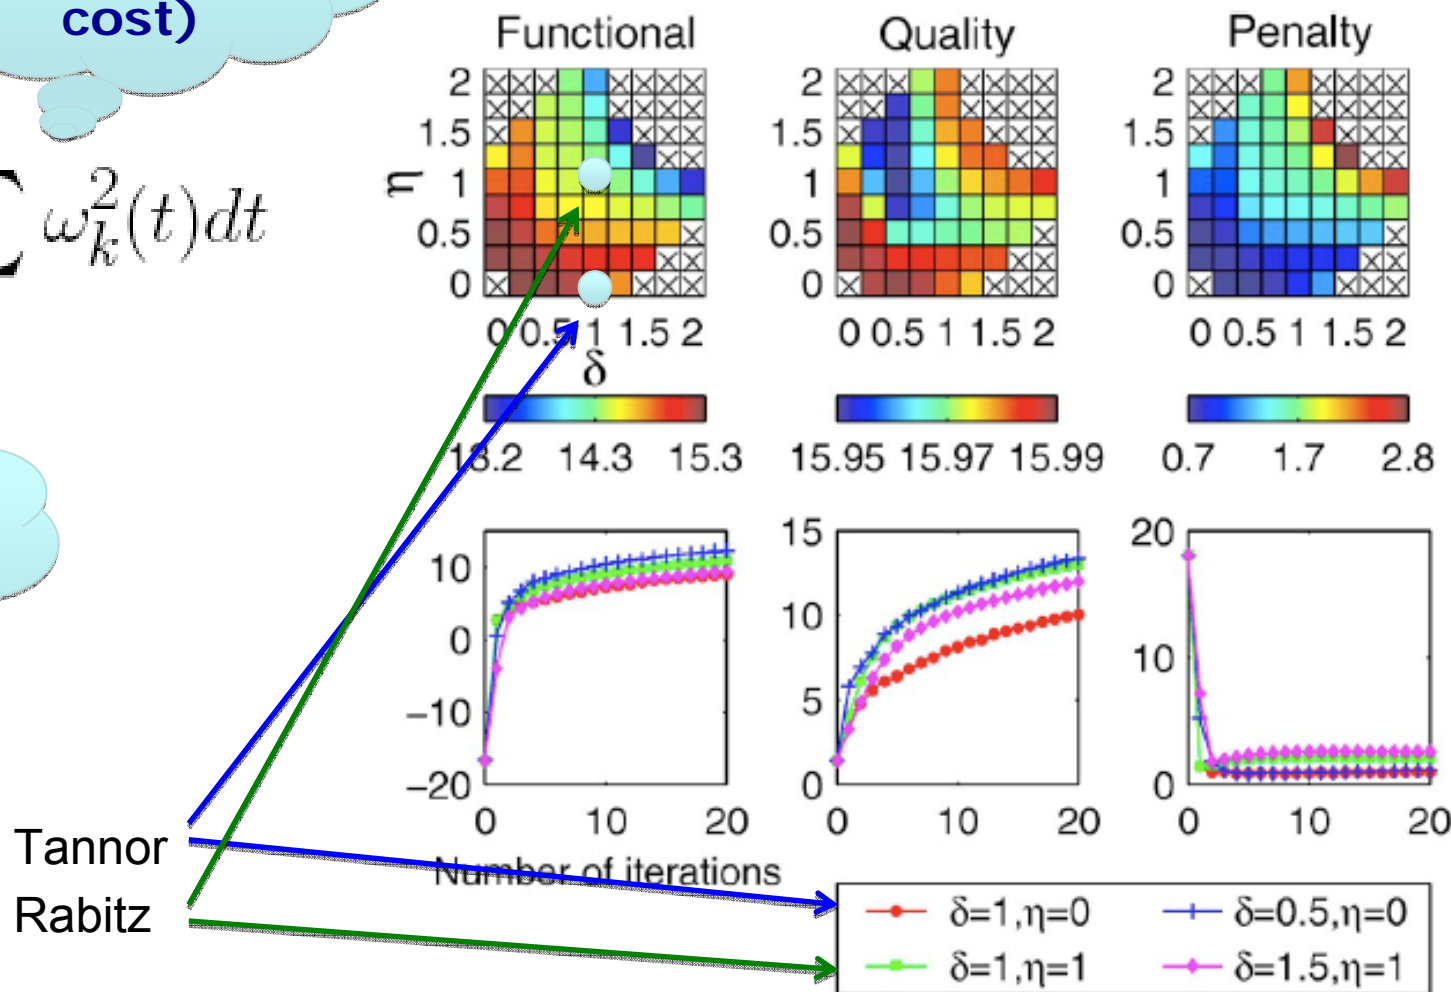 cost)
∑ ω_k^2(t)dt
Functional
Quality
Penalty
2
1.5
1
0.5
0
η
0 0.5 1 1.5 2
δ
13.2 14.3 15.3
2
1.5
1
0.5
0
0 0.5 1 1.5 2
15.95 15.97 15.99
2
1.5
1
0.5
0
0 0.5 1 1.5 2
0.7 1.7 2.8
10
0
−10
−20
0 10 20
Number of iterations
15
10
5
0
0 10 20
20
10
0
0 10 20
Tannor
Rabitz
δ=1,η=0 δ=0.5,η=0
δ=1,η=1 δ=1.5,η=1